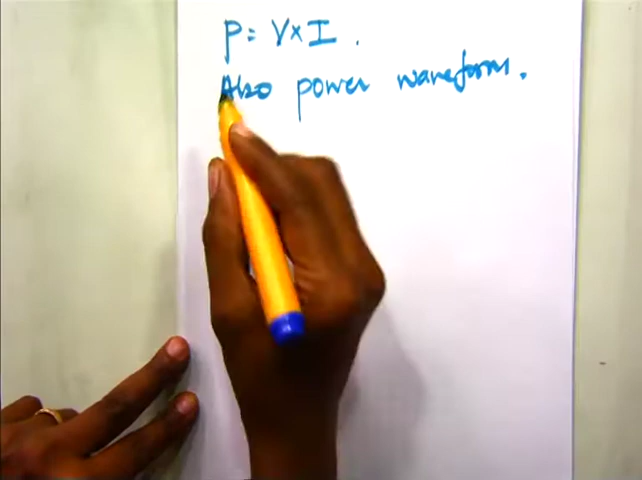 P = V × I .
Also power waveform.